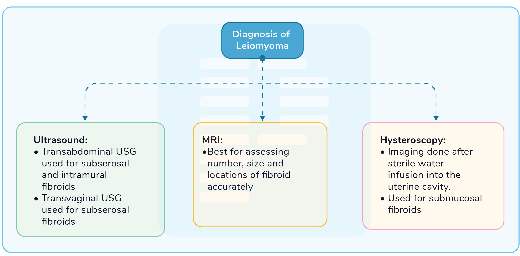 Diagnosis of
Leiomyoma
Ultrasound:
• Transabdominal USG
used for subserosal
and intramural
fibroids
• Transvaginal USG
used for subserosal
fibroids
MRI:
•Best for assessing
number, size and
locations of fibroid
accurately
Hysteroscopy:
• Imaging done after
sterile water
infusion into the
uterine cavity.
• Used for submucosal
fibroids